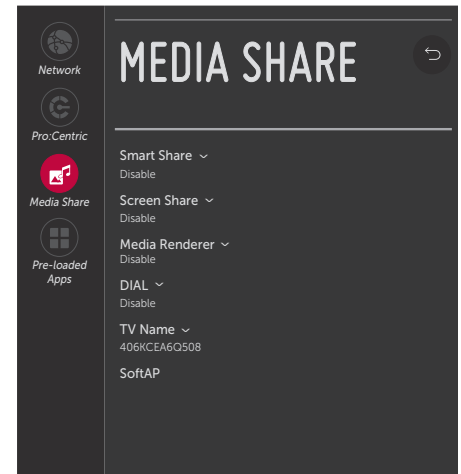 MEDIA SHARE
Network
Pro:Centric
Media Share
Pre-loaded
Apps
Smart Share
Disable
Screen Share
Disable
Media Renderer
Disable
DIAL
Disable
TV Name
406KCEA6Q508
SoftAP